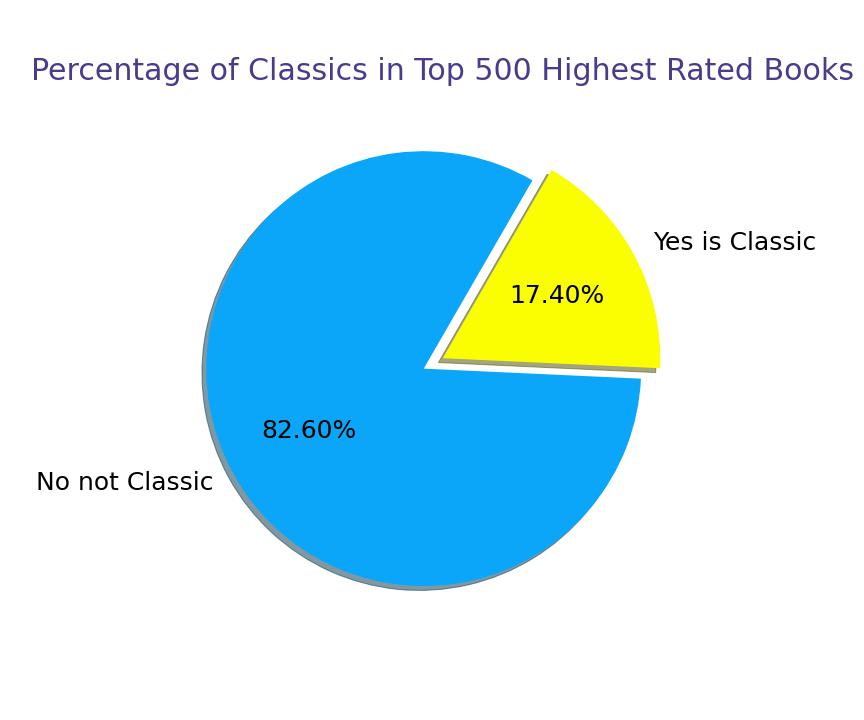 Percentage of Classics in Top 500 Highest Rated Books
Yes is Classic
17.40%
82.60%
No not Classic